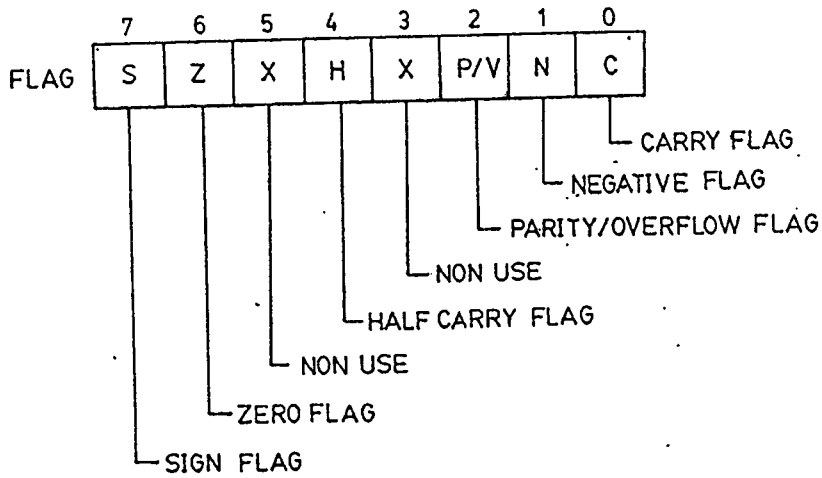 7 6 5 4 3 2 1 0
FLAG S Z X H X P/V N C
CARRY FLAG
NEGATIVE FLAG
PARITY/OVERFLOW FLAG
NON USE
HALF CARRY FLAG
NON USE
ZERO FLAG
SIGN FLAG